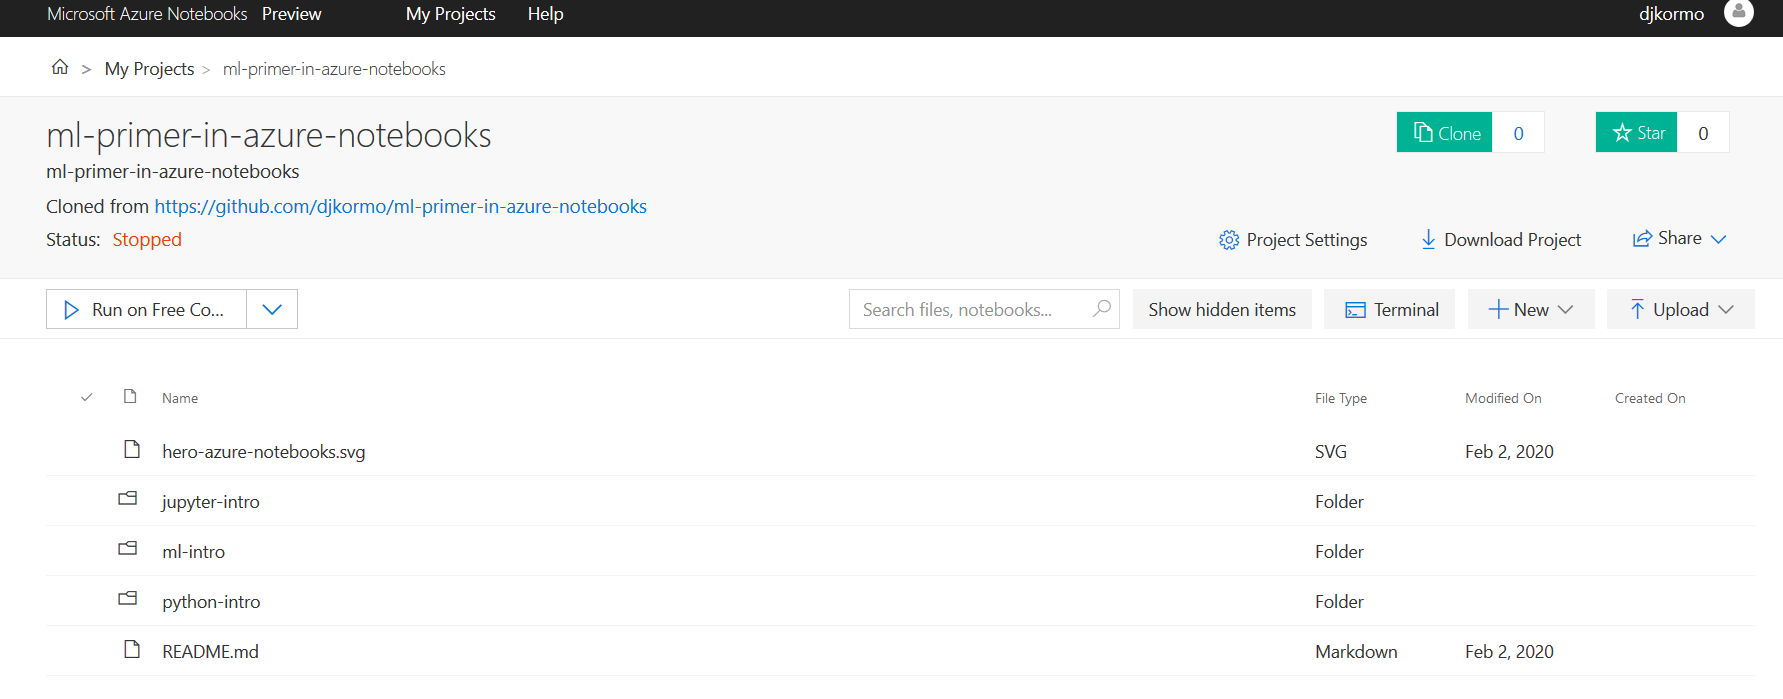 Microsoft Azure Notebooks Preview My Projects Help djkormo
> My Projects > ml-primer-in-azure-notebooks
ml-primer-in-azure-notebooks
Clone 0 Star 0
ml-primer-in-azure-notebooks
Cloned from https://github.com/djkormo/ml-primer-in-azure-notebooks
Status: Stopped
Project Settings Download Project Share
Run on Free Co... Search files, notebooks... Show hidden items Terminal New Upload
Name File Type Modified On Created On
hero-azure-notebooks.svg SVG Feb 2, 2020
jupyter-intro Folder
ml-intro Folder
python-intro Folder
README.md Markdown Feb 2, 2020